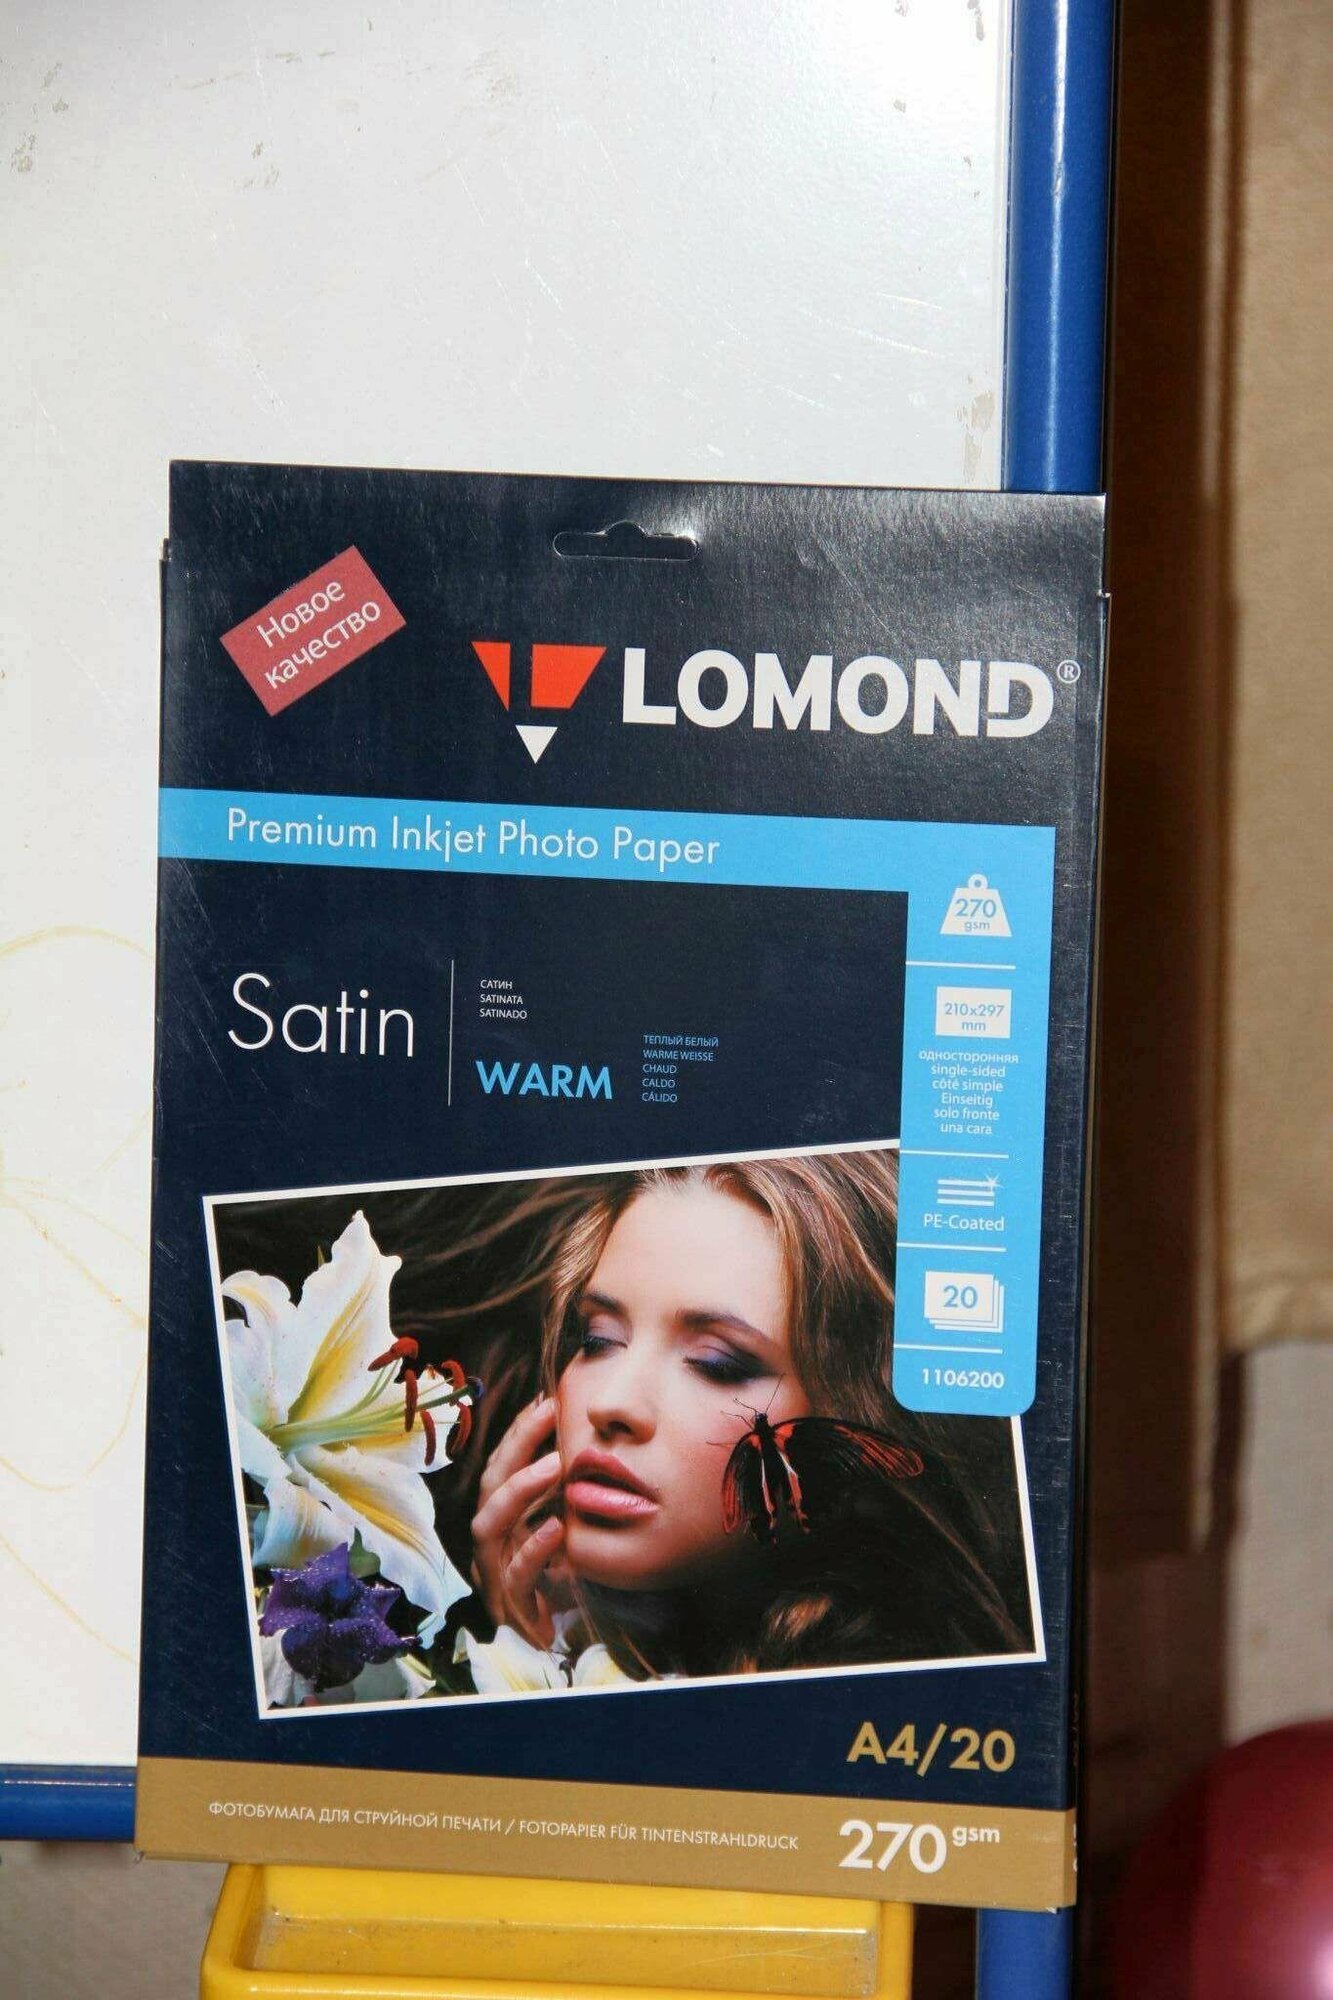 Новое
качество
LOMOND®
Premium Inkjet Photo Paper
270
gsm
210x297
mm
односторонняя
single-sided
côté simple
Einseitig
solo fronte
una cara
PE-Coated
20
1106200
Satin
САТИН
SATINATA
SATINADO
WARM
ТЕПЛЫЙ БЕЛЫЙ
WARME WEISSE
CHAUD
CALDO
CÁLIDO
A4/20
ФОТОБУМАГА ДЛЯ СТРУЙНОЙ ПЕЧАТИ / FOTOPAPIER FÜR TINTENSTRAHLDRUCK
270 gsm